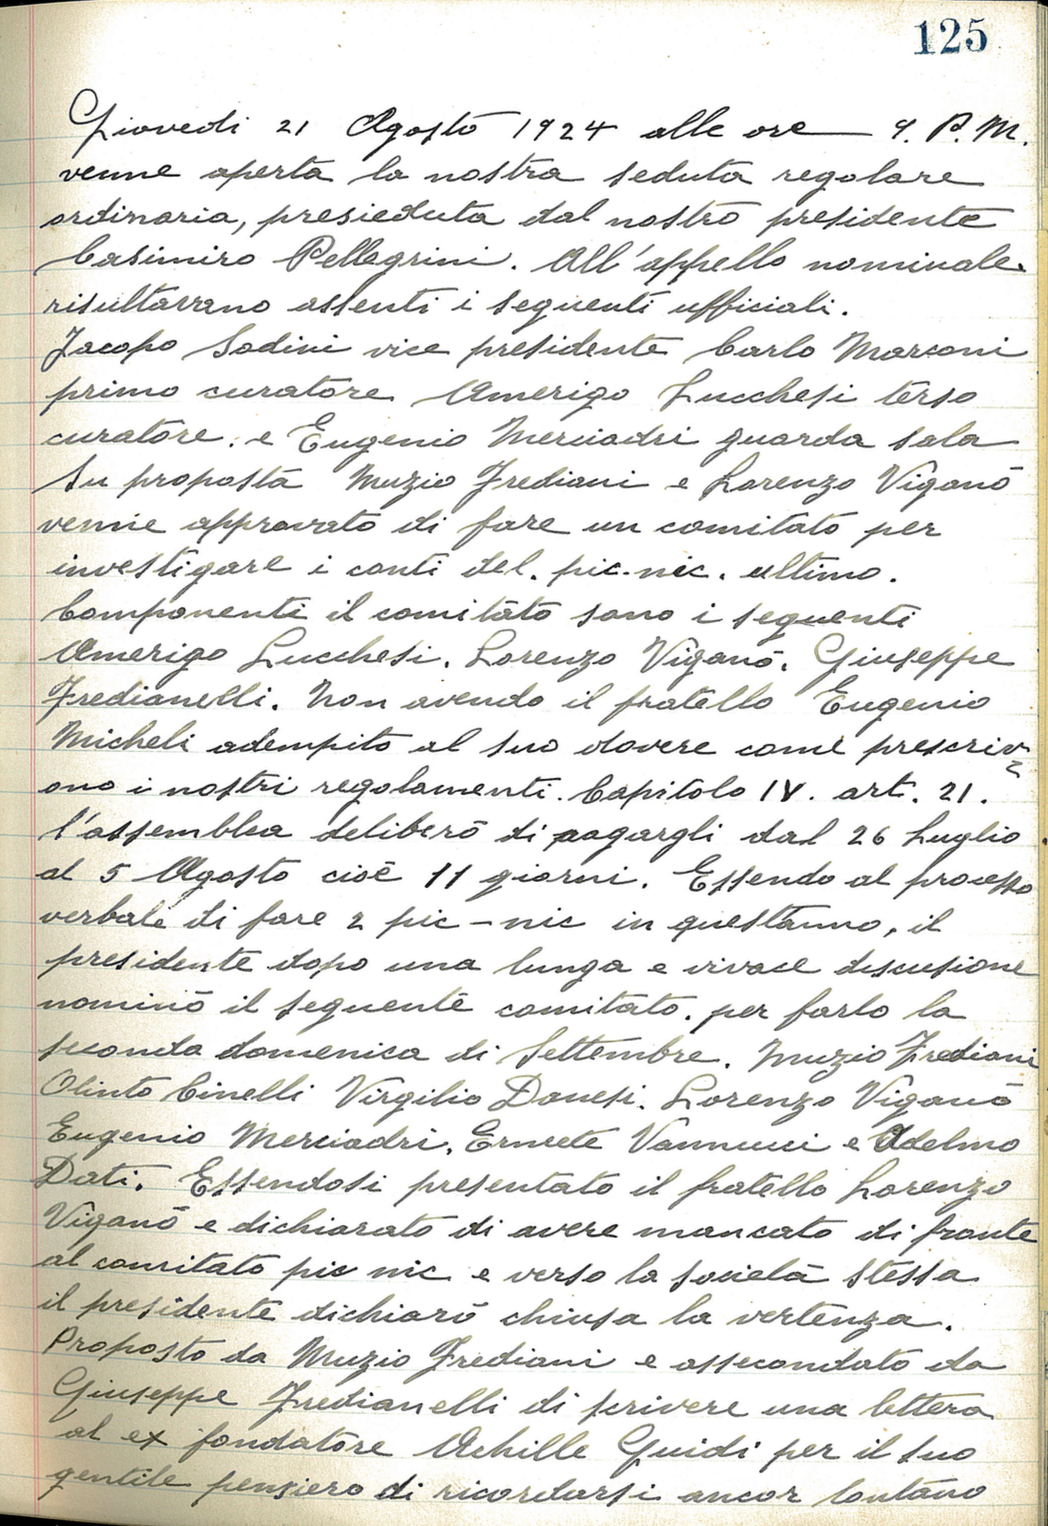 125
Giovedi 21 Agosto 1924 alle ore — 9. P. M.
venne aperta la nostra seduta regolare
ordinaria, presieduta dal nostro presidente
Casimiro Pellegrini. All'appello nominale
risultarrano assenti i seguenti ufficiali.
Jacopo Sodini vice presidente Carlo Marconi
primo curatore Amerigo Lucchesi terso
curatore. e Eugenio Merciadri guarda sala
Su proposta Muzio Frediani e Lorenzo Viganò
venne approvato di fare un comitato per
investigare i conti del. pic-nic. ultimo.
Componenti il comitato sono i seguenti
Amerigo Lucchesi. Lorenzo Viganò. Giuseppe
Fredianelli. Non avendo il fratello Eugenio
Micheli adempito al suo dovere come prescriv=
ono i nostri regolamenti. Capitolo IV. art. 21.
l'assemblea deliberò di pagargli dal 26 Luglio
al 5 Agosto cioè 11 giorni. Essendo al processo
verbale di fare 2 pic-nic in questanno, il
presidente dopo una lunga e vivace discusione
nominò il seguente comitato. per farlo la
seconda domenica di Settembre. Muzio Frediani
Olinto Cinelli Virgilio Danesi. Lorenzo Viganò
Eugenio Merciadri. Ernete Vannucci e Adelmo
Dati. Essendosi presentato il fratello Lorenzo
Viganò e dichiarato di avere mancato di fronte
al comitato pic nic e verso la società stessa
il presidente dichiarò chiusa la vertenza.
Proposto da Muzio Frediani e assecondato da
Giuseppe Fredianelli di scrivere una lettera
al ex fondatore Achille Guidi per il suo
gentile pensiero di ricordarsi ancor lontano